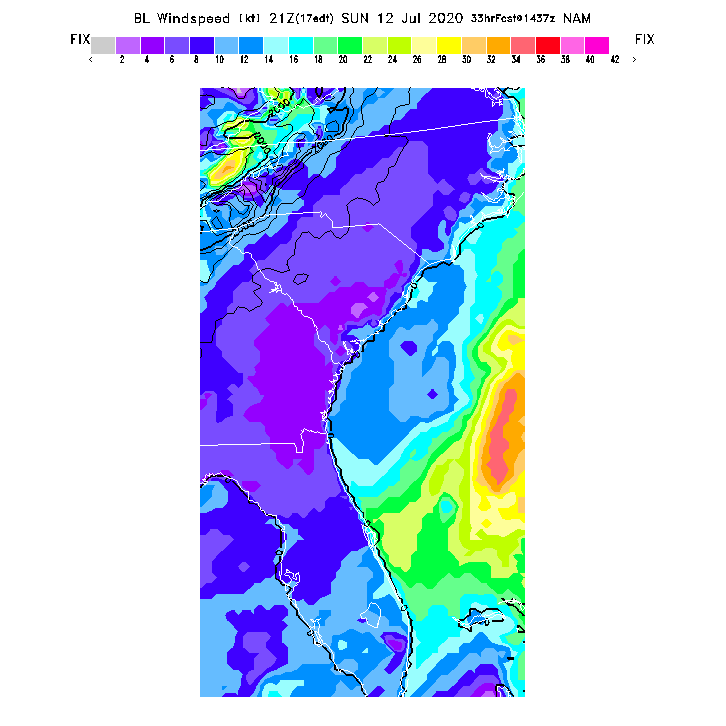 BL Windspeed [kt] 21Z(17edt) SUN 12 Jul 2020 33hrFcst@1437z NAM
FIX FIX
< 2 4 6 8 10 12 14 16 18 20 22 24 26 28 30 32 34 36 38 40 42 >